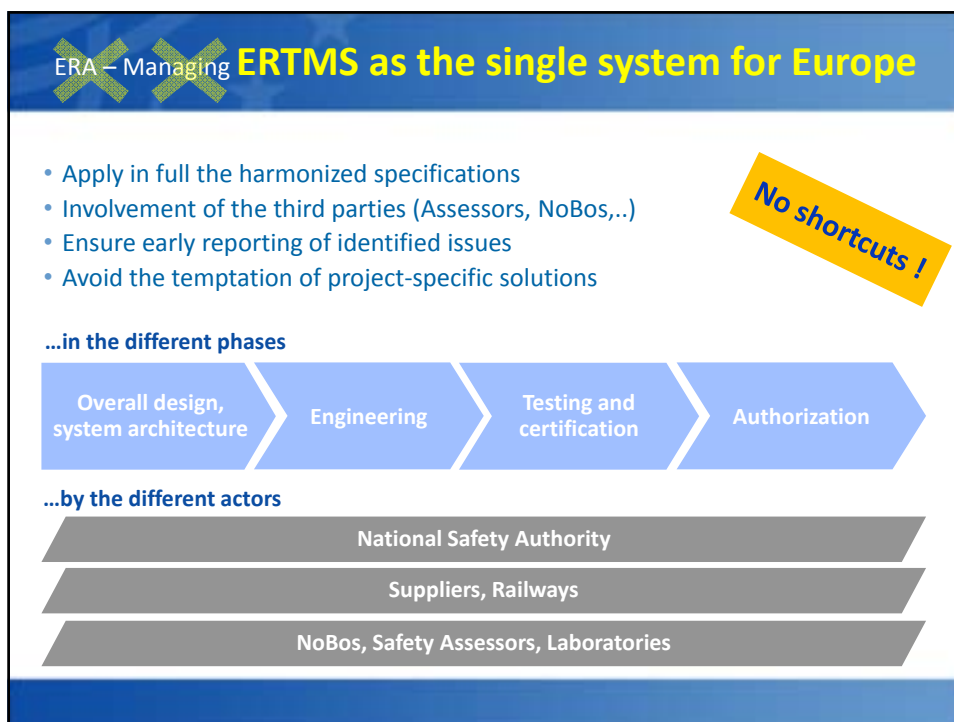 ERA – Managing ERTMS as the single system for Europe
• Apply in full the harmonized specifications
• Involvement of the third parties (Assessors, NoBos,..)
• Ensure early reporting of identified issues
• Avoid the temptation of project-specific solutions
No shortcuts !
…in the different phases
Overall design,
system architecture
Engineering
Testing and
certification
Authorization
…by the different actors
National Safety Authority
Suppliers, Railways
NoBos, Safety Assessors, Laboratories